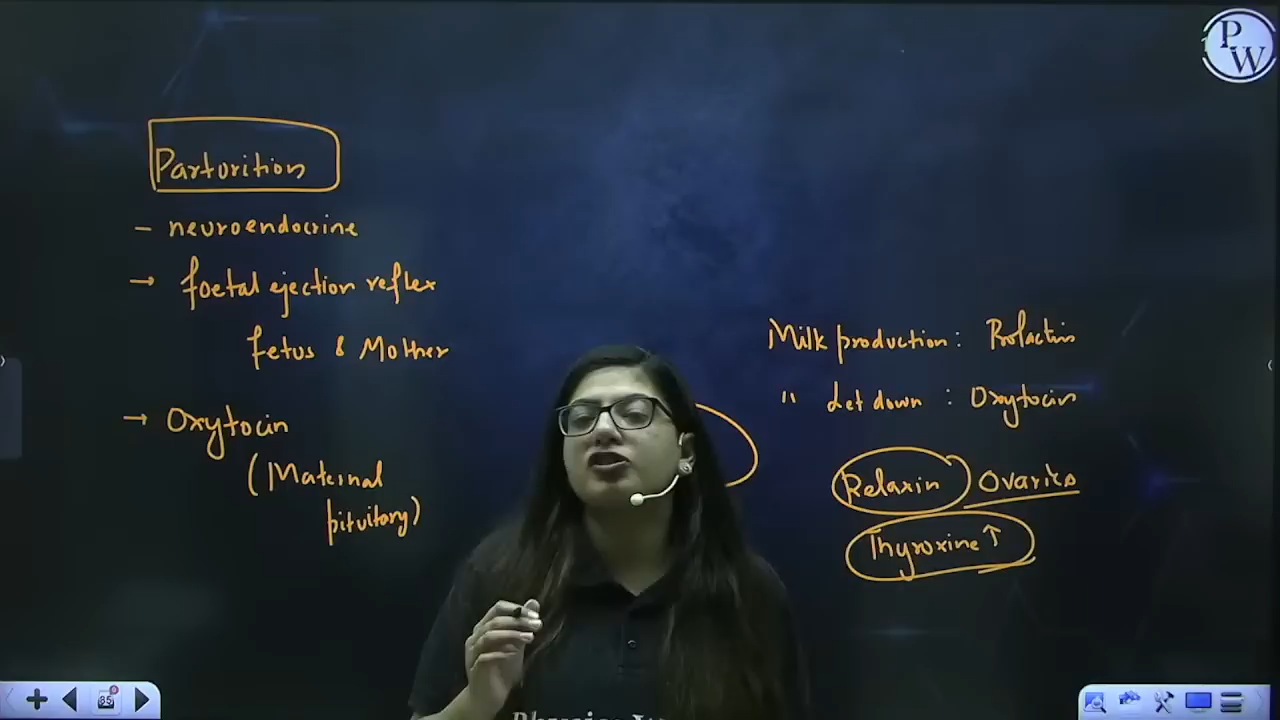 PW
Parturition
- neuroendocrine
→ foetal ejection reflex
fetus & Mother
→ Oxytocin
(Maternal
pituitary)
Milk production : Prolactin
" Let down : Oxytocin
Relaxin Ovaries
Thyroxine ↑
85